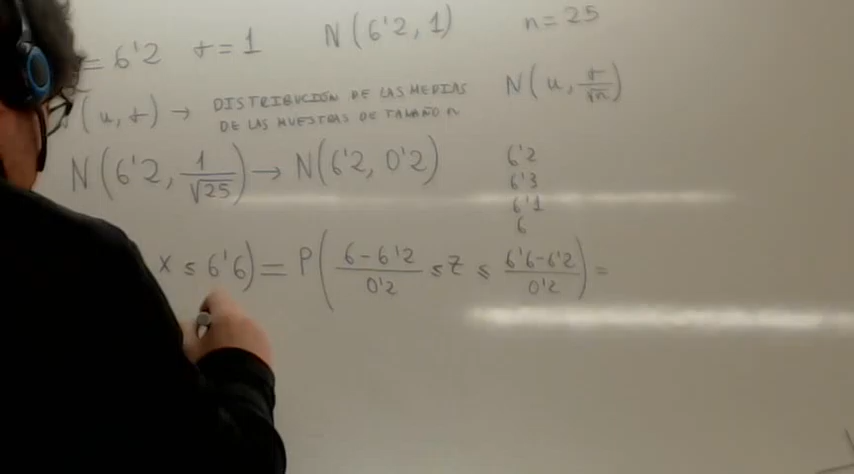 = 6'2 σ = 1 N(6'2, 1) n = 25
(u, σ) → DISTRIBUCIÓN DE LAS MEDIAS N(u, σ/√n)
DE LAS MUESTRAS DE TAMAÑO n
N(6'2, 1/√25) → N(6'2, 0'2) 6'2
6'3
6'1
6
x ≤ 6'6) = P((6-6'2)/0'2 ≤ Z ≤ (6'6-6'2)/0'2) =